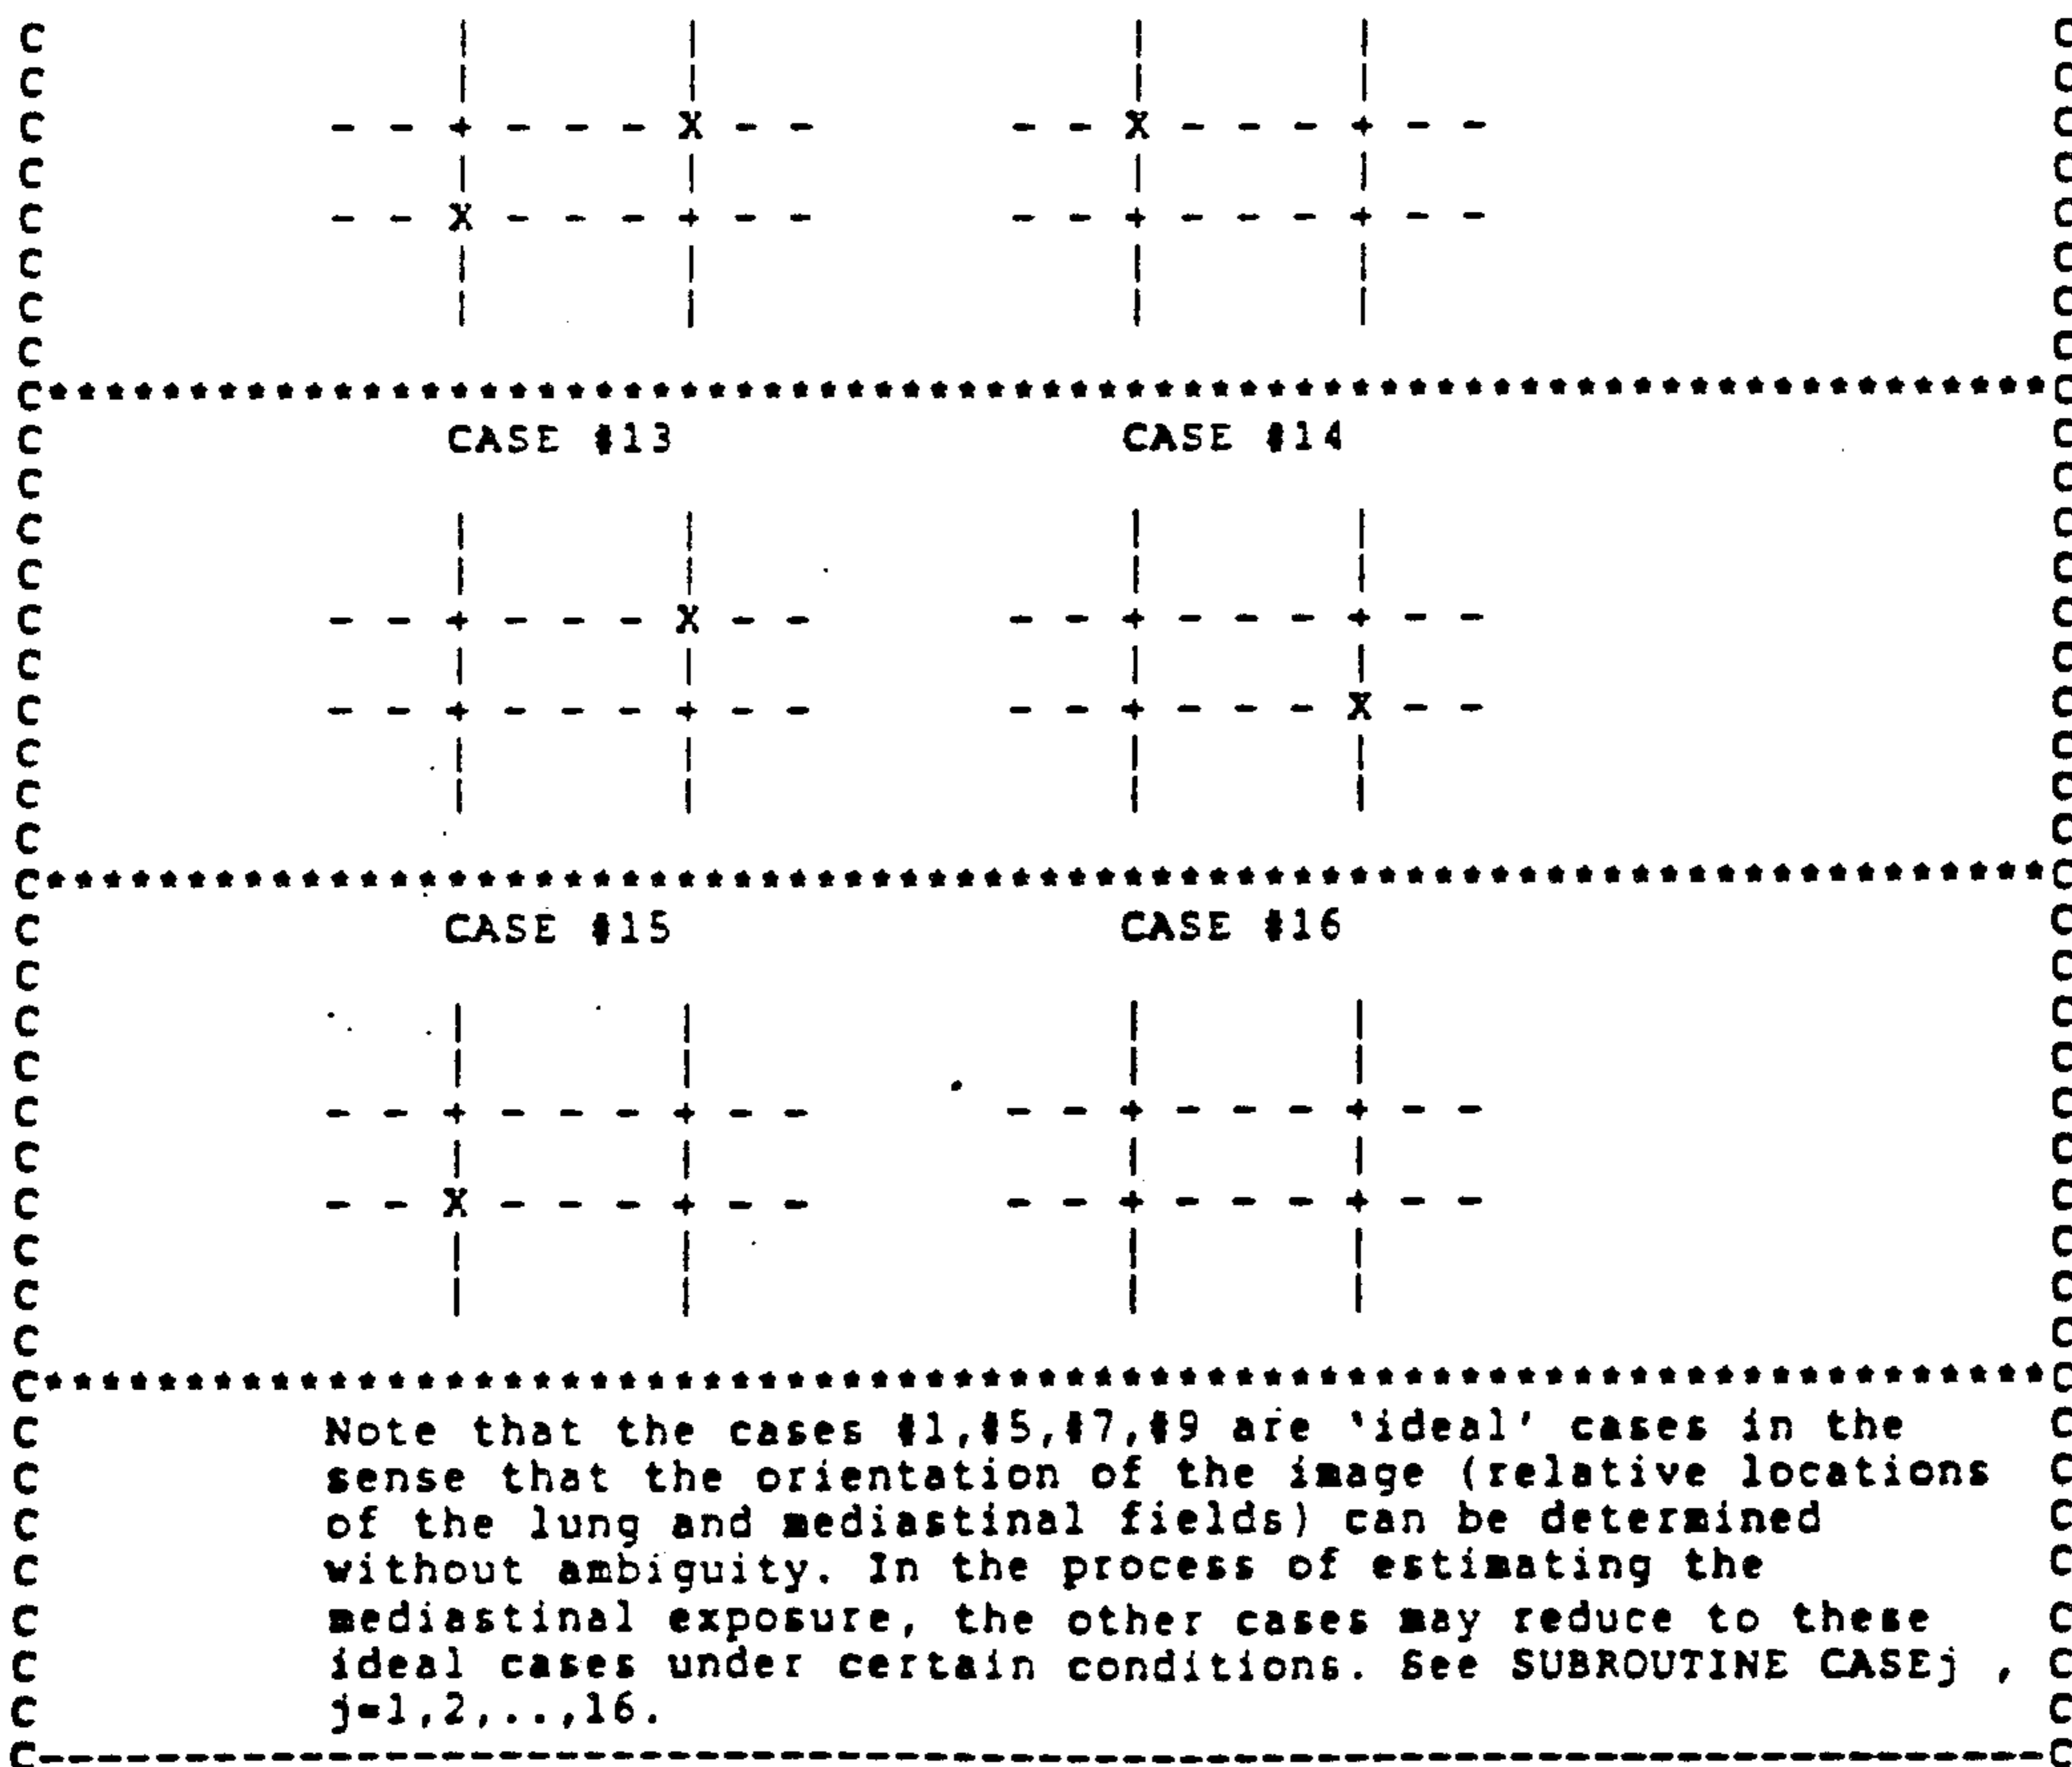 C                |       |               |       |                       C
C                |       |               |       |                       C
C            - - + - - - X - -       - - X - - - + - -                   C
C                |       |               |       |                       C
C            - - X - - - + - -       - - + - - - + - -                   C
C                |       |               |       |                       C
C                |       |               |       |                       C
C                                                                        C
C***********************************************************************C
C               CASE #13                CASE #14                         C
C                                                                        C
C                |       |               |       |                       C
C                |       |               |       |                       C
C            - - + - - - X - -       - - + - - - + - -                   C
C                |       |               |       |                       C
C            - - + - - - + - -       - - + - - - X - -                   C
C                |       |               |       |                       C
C                |       |               |       |                       C
C                                                                        C
C***********************************************************************C
C               CASE #15                CASE #16                         C
C                                                                        C
C                |       |               |       |                       C
C                |       |               |       |                       C
C            - - + - - - + - -       - - + - - - + - -                   C
C                |       |               |       |                       C
C            - - X - - - + - -       - - + - - - + - -                   C
C                |       |               |       |                       C
C                |       |               |       |                       C
C                                                                        C
C***********************************************************************C
C          Note that the cases #1,#5,#7,#9 are 'ideal' cases in the      C
C          sense that the orientation of the image (relative locations   C
C          of the lung and mediastinal fields) can be determined         C
C          without ambiguity. In the process of estimating the           C
C          mediastinal exposure, the other cases may reduce to these     C
C          ideal cases under certain conditions. See SUBROUTINE CASEj ,  C
C          j=1,2,..,16.                                                  C
C-----------------------------------------------------------------------C